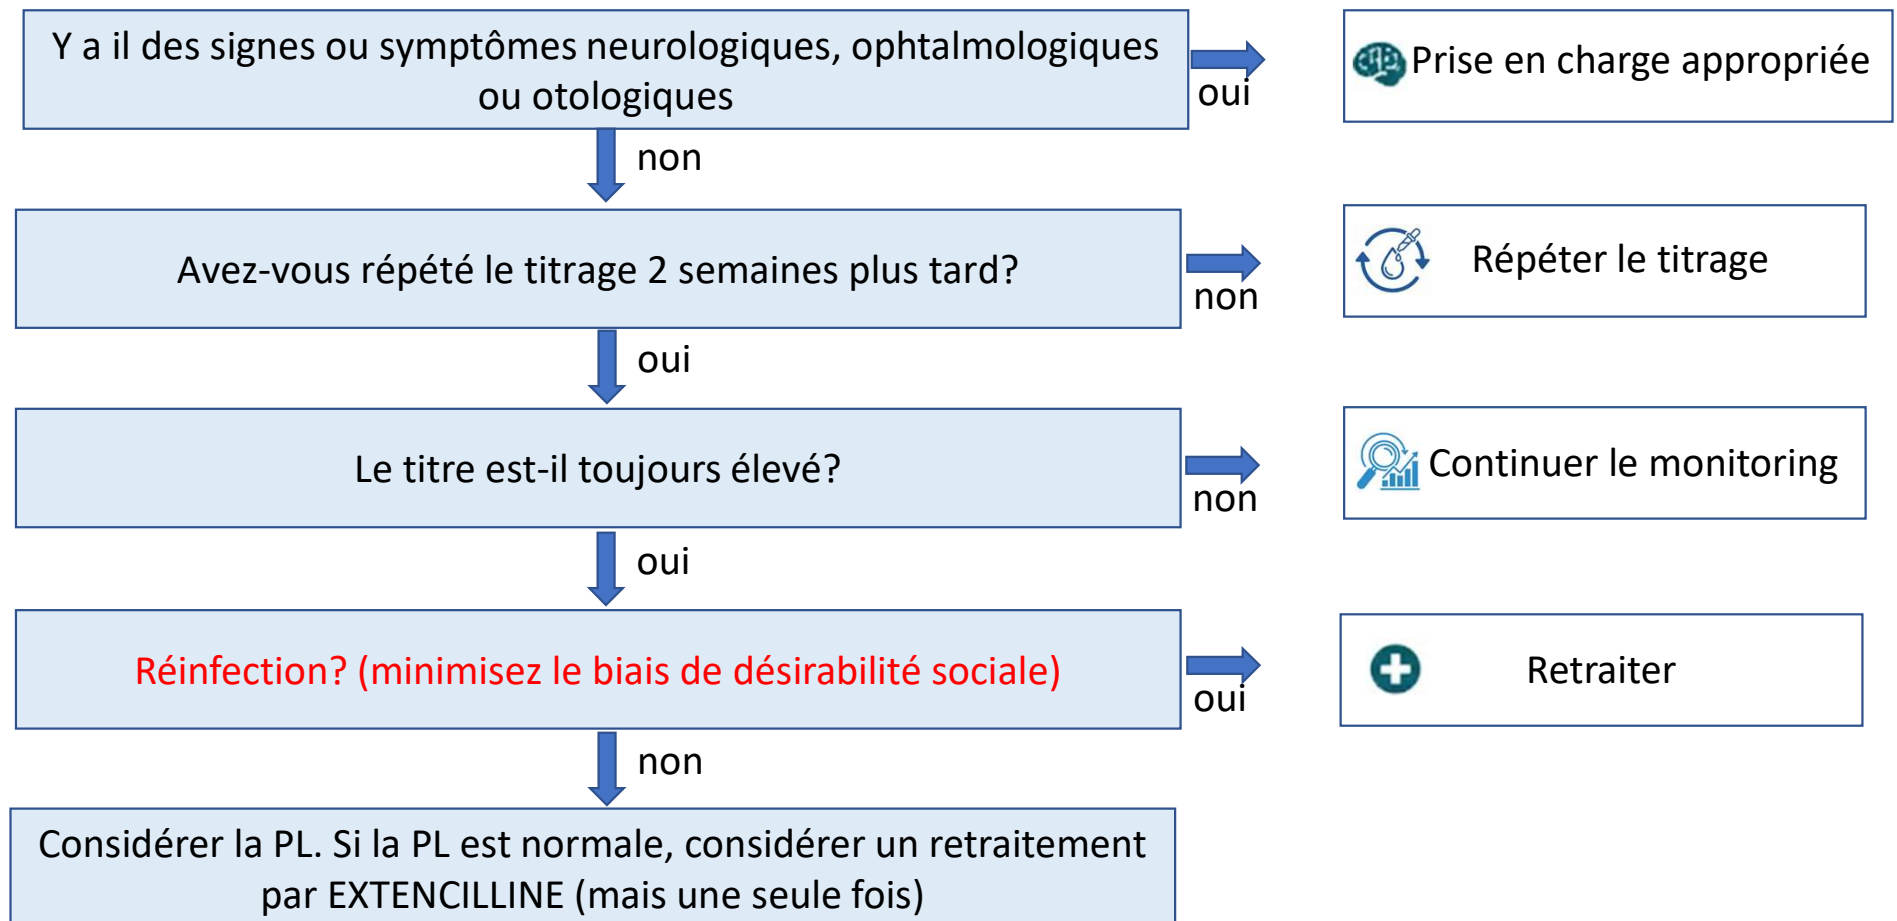 Y a il des signes ou symptômes neurologiques, ophtalmologiques
ou otologiques
oui
Prise en charge appropriée
non
Avez-vous répété le titrage 2 semaines plus tard?
non
Répéter le titrage
oui
Le titre est-il toujours élevé?
non
Continuer le monitoring
oui
Réinfection? (minimisez le biais de désirabilité sociale)
oui
Retraiter
non
Considérer la PL. Si la PL est normale, considérer un retraitement
par EXTENCILLINE (mais une seule fois)